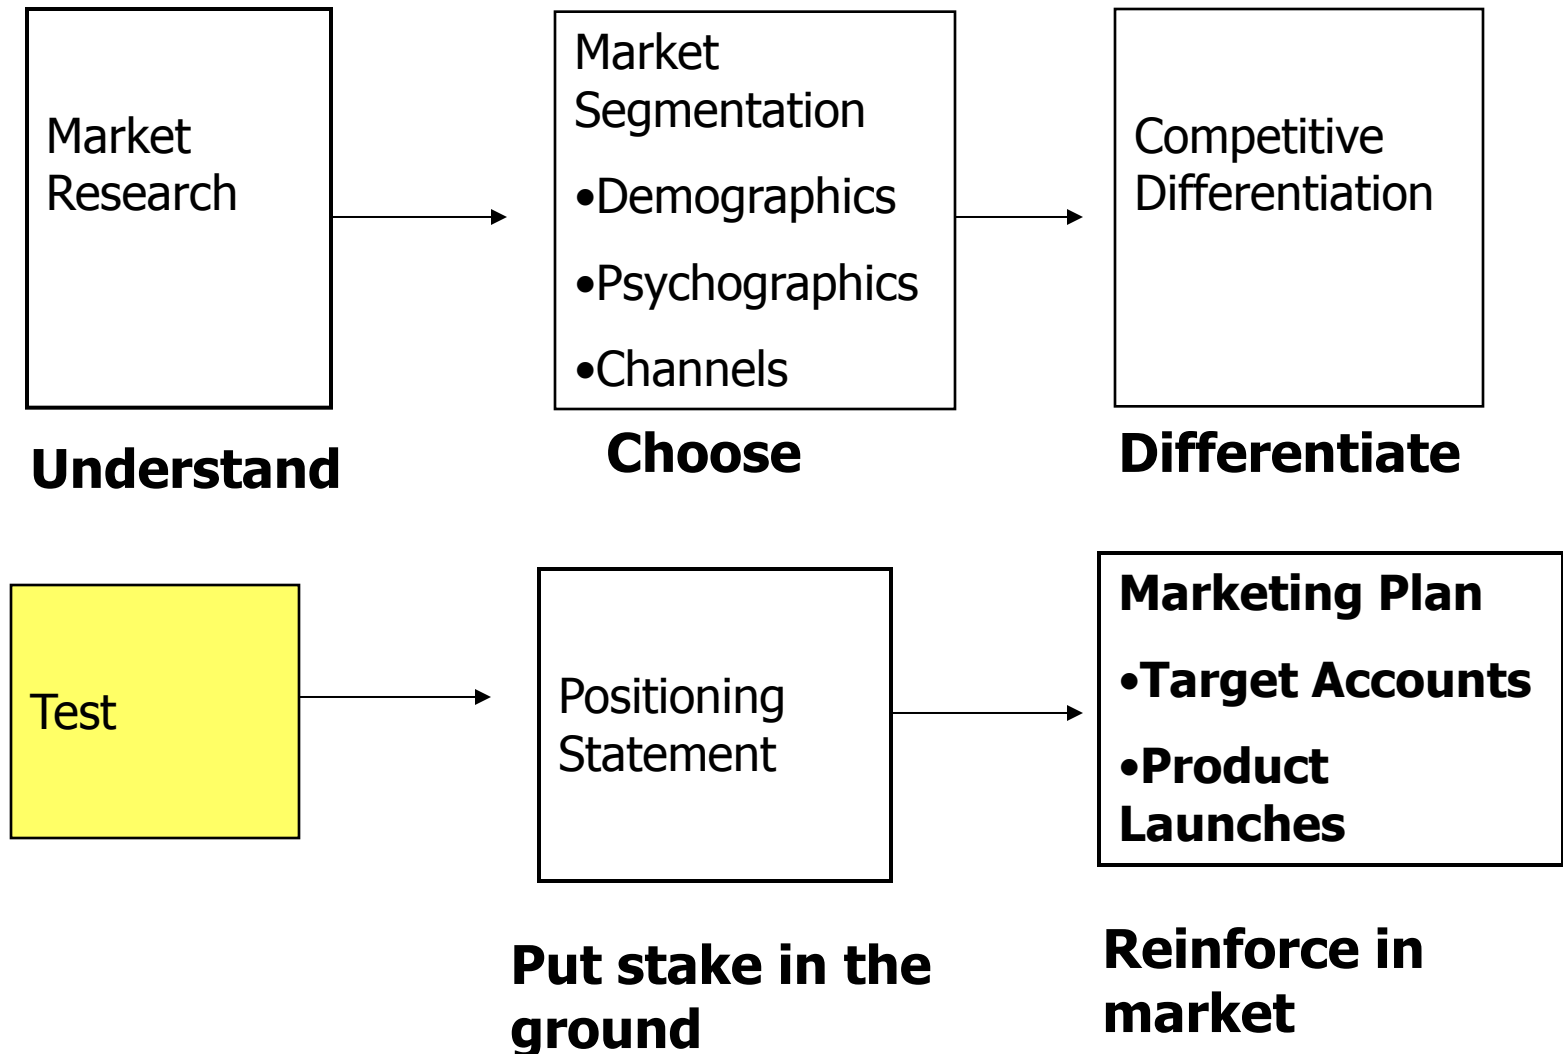 Market
Research
Market
Segmentation
•Demographics
•Psychographics
•Channels
Competitive
Differentiation
Understand
Choose
Differentiate
Test
Positioning
Statement
Marketing Plan
•Target Accounts
•Product
Launches
Put stake in the
ground
Reinforce in
market